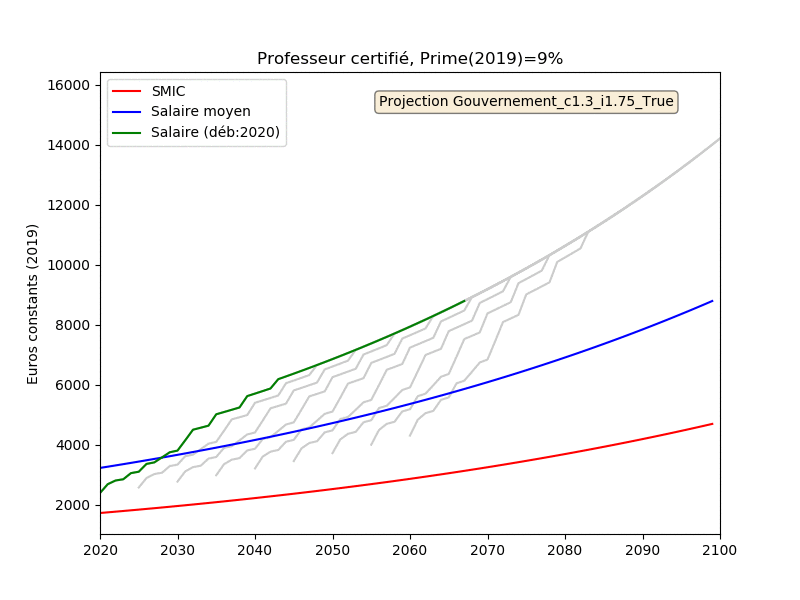 Professeur certifié, Prime(2019)=9%
SMIC
Salaire moyen
Salaire (déb:2020)
Projection Gouvernement_c1.3_i1.75_True
Euros constants (2019)
16000
14000
12000
10000
8000
6000
4000
2000
2020 2030 2040 2050 2060 2070 2080 2090 2100